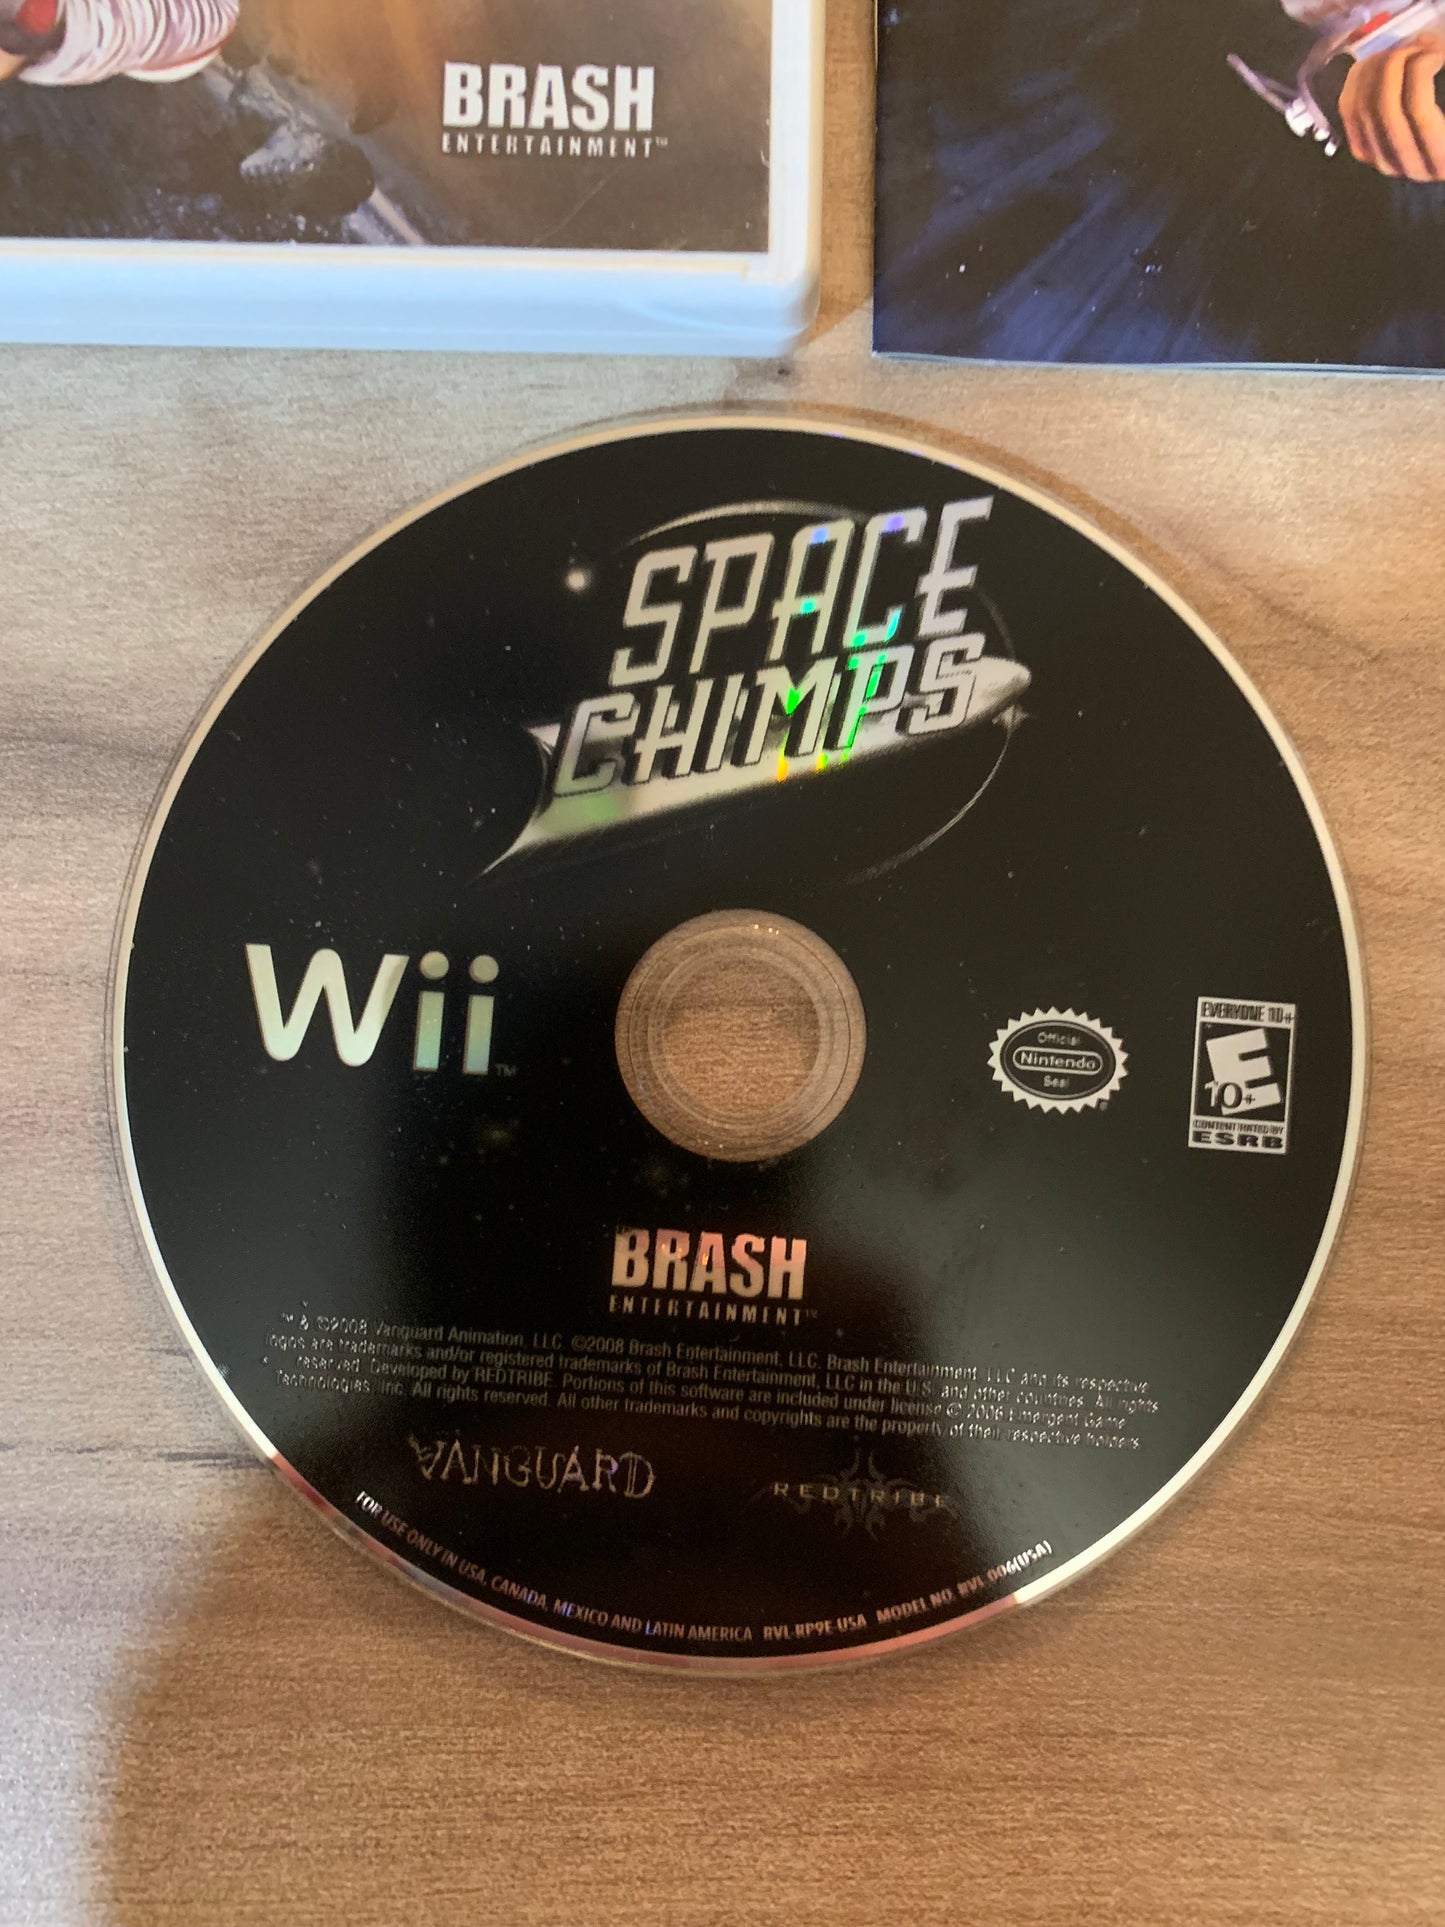 BRASH
ENTERTAINMENT™
SPACE
CHIMPS
Wii™
Official
Nintendo
Seal
EVERYONE 10+
E
10+
CONTENT RATED BY
ESRB
BRASH
ENTERTAINMENT™
™ & ©2008 Vanguard Animation, LLC. ©2008 Brash Entertainment, LLC. Brash Entertainment, LLC and its respective
logos are trademarks and/or registered trademarks of Brash Entertainment, LLC in the U.S. and other countries. All rights
reserved. Developed by REDTRIBE. Portions of this software are included under license © 2006 Emergent Game
Technologies, Inc. All rights reserved. All other trademarks and copyrights are the property of their respective holders.
VANGUARD
REDTRIBE
FOR USE ONLY IN USA, CANADA, MEXICO AND LATIN AMERICA RVL-RP9E-USA MODEL NO. RVL-006(USA)